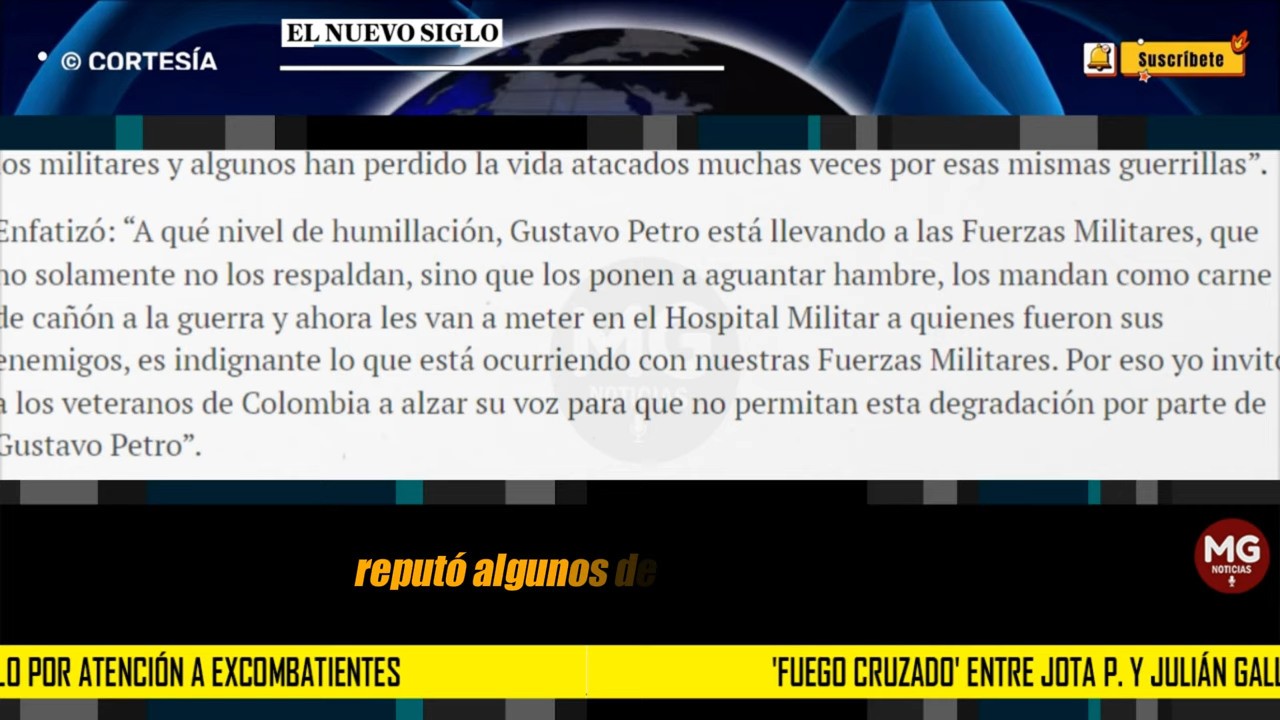 EL NUEVO SIGLO
© CORTESÍA
Suscríbete
los militares y algunos han perdido la vida atacados muchas veces por esas mismas guerrillas”.
Enfatizó: “A qué nivel de humillación, Gustavo Petro está llevando a las Fuerzas Militares, que
no solamente no los respaldan, sino que los ponen a aguantar hambre, los mandan como carne
de cañón a la guerra y ahora les van a meter en el Hospital Militar a quienes fueron sus
enemigos, es indignante lo que está ocurriendo con nuestras Fuerzas Militares. Por eso yo invito
a los veteranos de Colombia a alzar su voz para que no permitan esta degradación por parte de
Gustavo Petro”.
MG
NOTICIAS
reputó algunos de
MG
NOTICIAS
LO POR ATENCIÓN A EXCOMBATIENTES
'FUEGO CRUZADO' ENTRE JOTA P. Y JULIÁN GALL